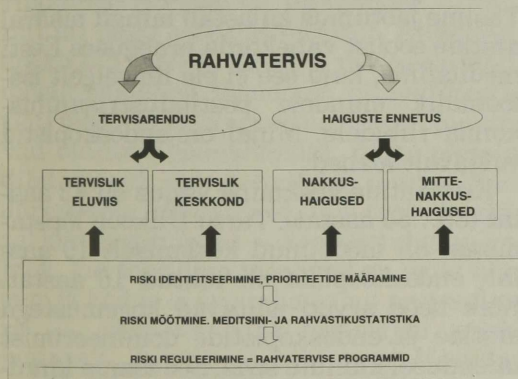 RAHVATERVIS
TERVISARENDUS
HAIGUSTE ENNETUS
TERVISLIK
ELUVIIS
TERVISLIK
KESKKOND
NAKKUS-
HAIGUSED
MITTE-
NAKKUS-
HAIGUSED
RISKI IDENTIFITSEERIMINE, PRIORITEETIDE MÄÄRAMINE
RISKI MÕÕTMINE. MEDITSIINI- JA RAHVASTIKUSTATISTIKA
RISKI REGULEERIMINE = RAHVATERVISE PROGRAMMID